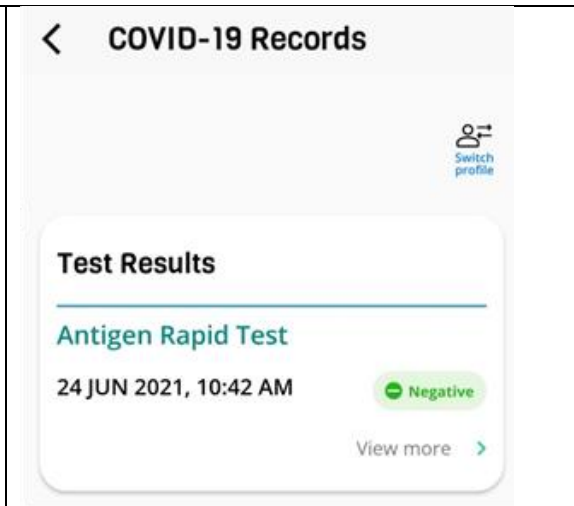 COVID-19 Records
Switch
profile
Test Results
Antigen Rapid Test
24 JUN 2021, 10:42 AM
Negative
View more